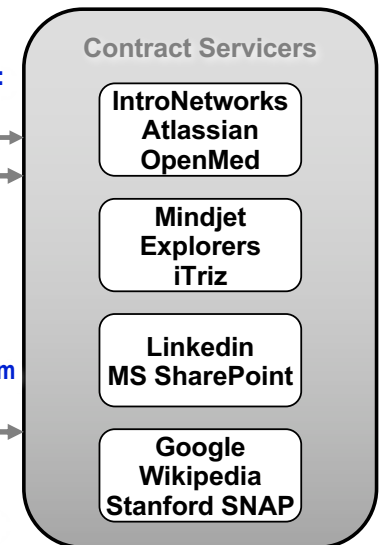 Contract Servicers
:
IntroNetworks
Atlassian
OpenMed
Mindjet
Explorers
iTriz
m
Linkedin
MS SharePoint
Google
Wikipedia
Stanford SNAP